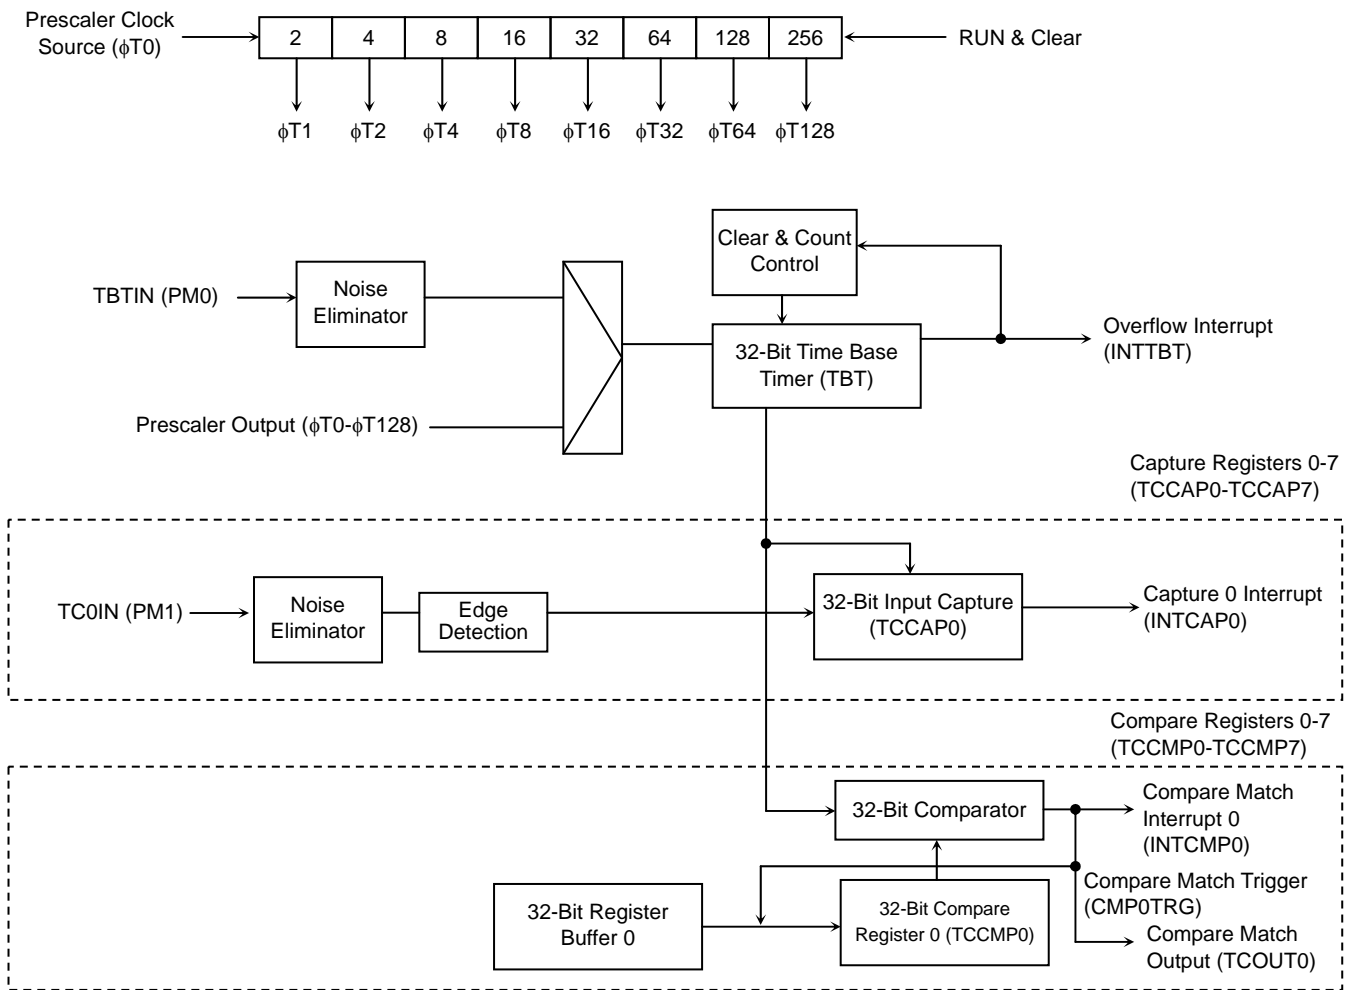 Prescaler Clock
Source (ϕT0)
2 4 8 16 32 64 128 256
RUN & Clear
ϕT1 ϕT2 ϕT4 ϕT8 ϕT16 ϕT32 ϕT64 ϕT128
Clear & Count
Control
TBTIN (PM0)
Noise
Eliminator
32-Bit Time Base
Timer (TBT)
Overflow Interrupt
(INTTBT)
Prescaler Output (ϕT0-ϕT128)
Capture Registers 0-7
(TCCAP0-TCCAP7)
TC0IN (PM1)
Noise
Eliminator
Edge
Detection
32-Bit Input Capture
(TCCAP0)
Capture 0 Interrupt
(INTCAP0)
Compare Registers 0-7
(TCCMP0-TCCMP7)
32-Bit Comparator
Compare Match
Interrupt 0
(INTCMP0)
32-Bit Register
Buffer 0
32-Bit Compare
Register 0 (TCCMP0)
Compare Match Trigger
(CMP0TRG)
Compare Match
Output (TCOUT0)